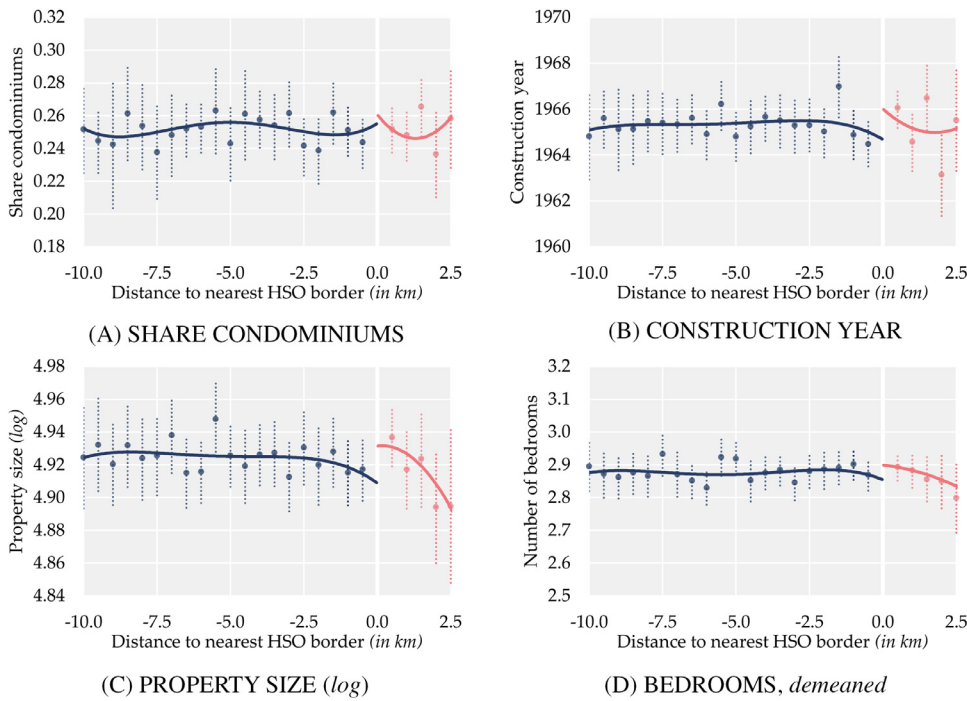 0.32
0.30
0.28
0.26
0.24
0.22
0.20
0.18
Share condominiums
-10.0 -7.5 -5.0 -2.5 0.0 2.5
Distance to nearest HSO border (in km)
(A) SHARE CONDOMINIUMS
1970
1968
1966
1964
1962
1960
Construction year
-10.0 -7.5 -5.0 -2.5 0.0 2.5
Distance to nearest HSO border (in km)
(B) CONSTRUCTION YEAR
4.98
4.96
4.94
4.92
4.90
4.88
4.86
4.84
Property size (log)
-10.0 -7.5 -5.0 -2.5 0.0 2.5
Distance to nearest HSO border (in km)
(C) PROPERTY SIZE (log)
3.2
3.1
3.0
2.9
2.8
2.7
2.6
2.5
Number of bedrooms
-10.0 -7.5 -5.0 -2.5 0.0 2.5
Distance to nearest HSO border (in km)
(D) BEDROOMS, demeaned